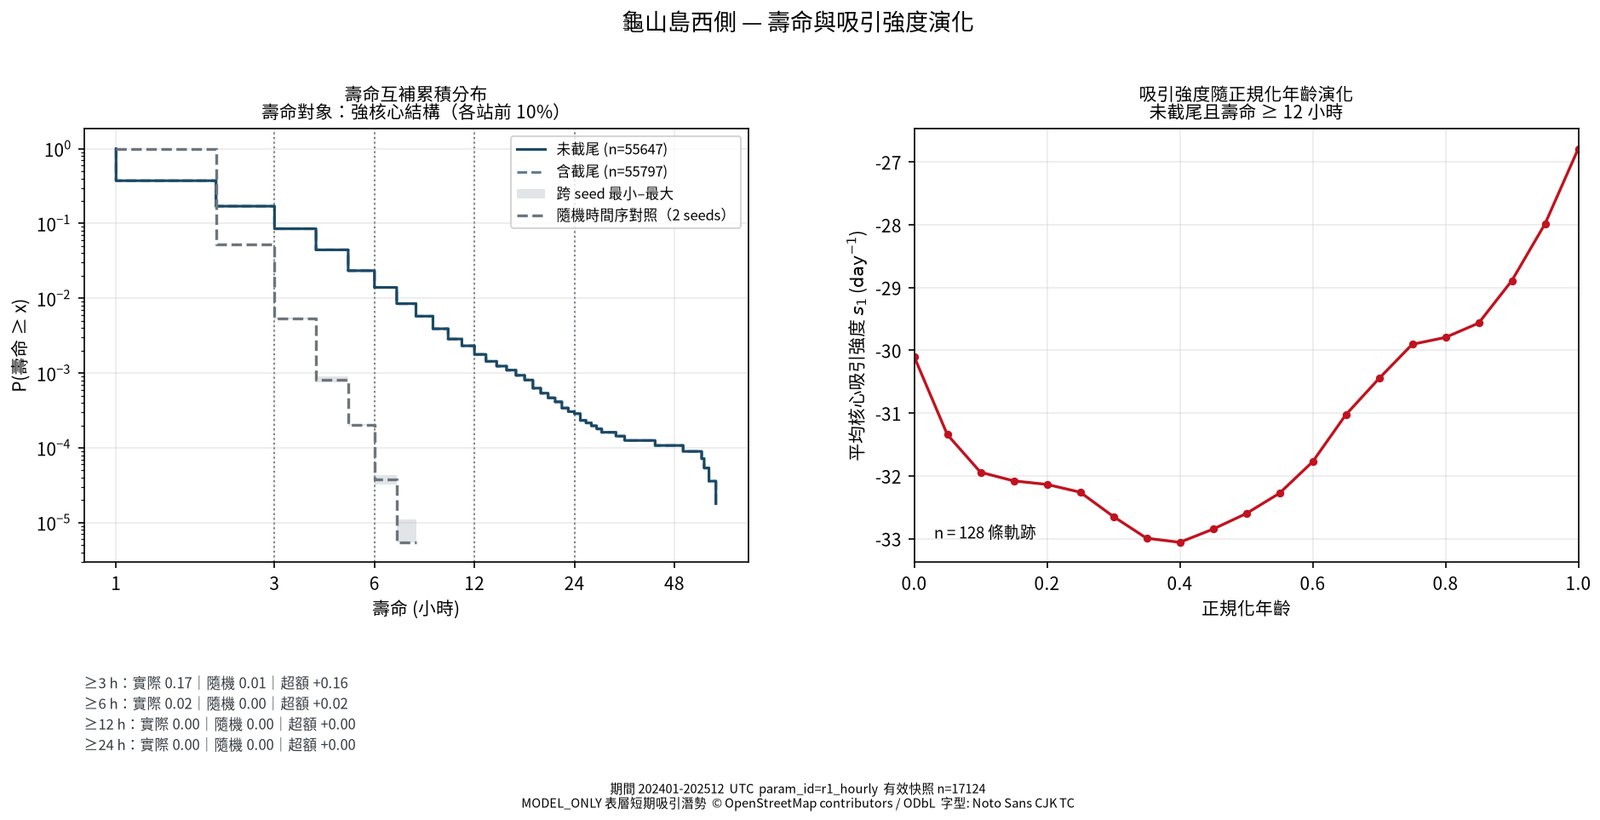 龜山島西側 — 壽命與吸引強度演化
壽命互補累積分布
壽命對象：強核心結構（各站前 10%）
P(壽命 ≥ x)
10⁰
10⁻¹
10⁻²
10⁻³
10⁻⁴
10⁻⁵
未截尾 (n=55647)
含截尾 (n=55797)
跨 seed 最小–最大
隨機時間序對照（2 seeds）
1 3 6 12 24 48
壽命 (小時)
吸引強度隨正規化年齡演化
未截尾且壽命 ≥ 12 小時
平均核心吸引強度 s₁ (day⁻¹)
-27
-28
-29
-30
-31
-32
-33
n = 128 條軌跡
0.0 0.2 0.4 0.6 0.8 1.0
正規化年齡
≥3 h：實際 0.17｜隨機 0.01｜超額 +0.16
≥6 h：實際 0.02｜隨機 0.00｜超額 +0.02
≥12 h：實際 0.00｜隨機 0.00｜超額 +0.00
≥24 h：實際 0.00｜隨機 0.00｜超額 +0.00
期間 202401-202512 UTC param_id=r1_hourly 有效快照 n=17124
MODEL_ONLY 表層短期吸引潛勢 © OpenStreetMap contributors / ODbL 字型: Noto Sans CJK TC